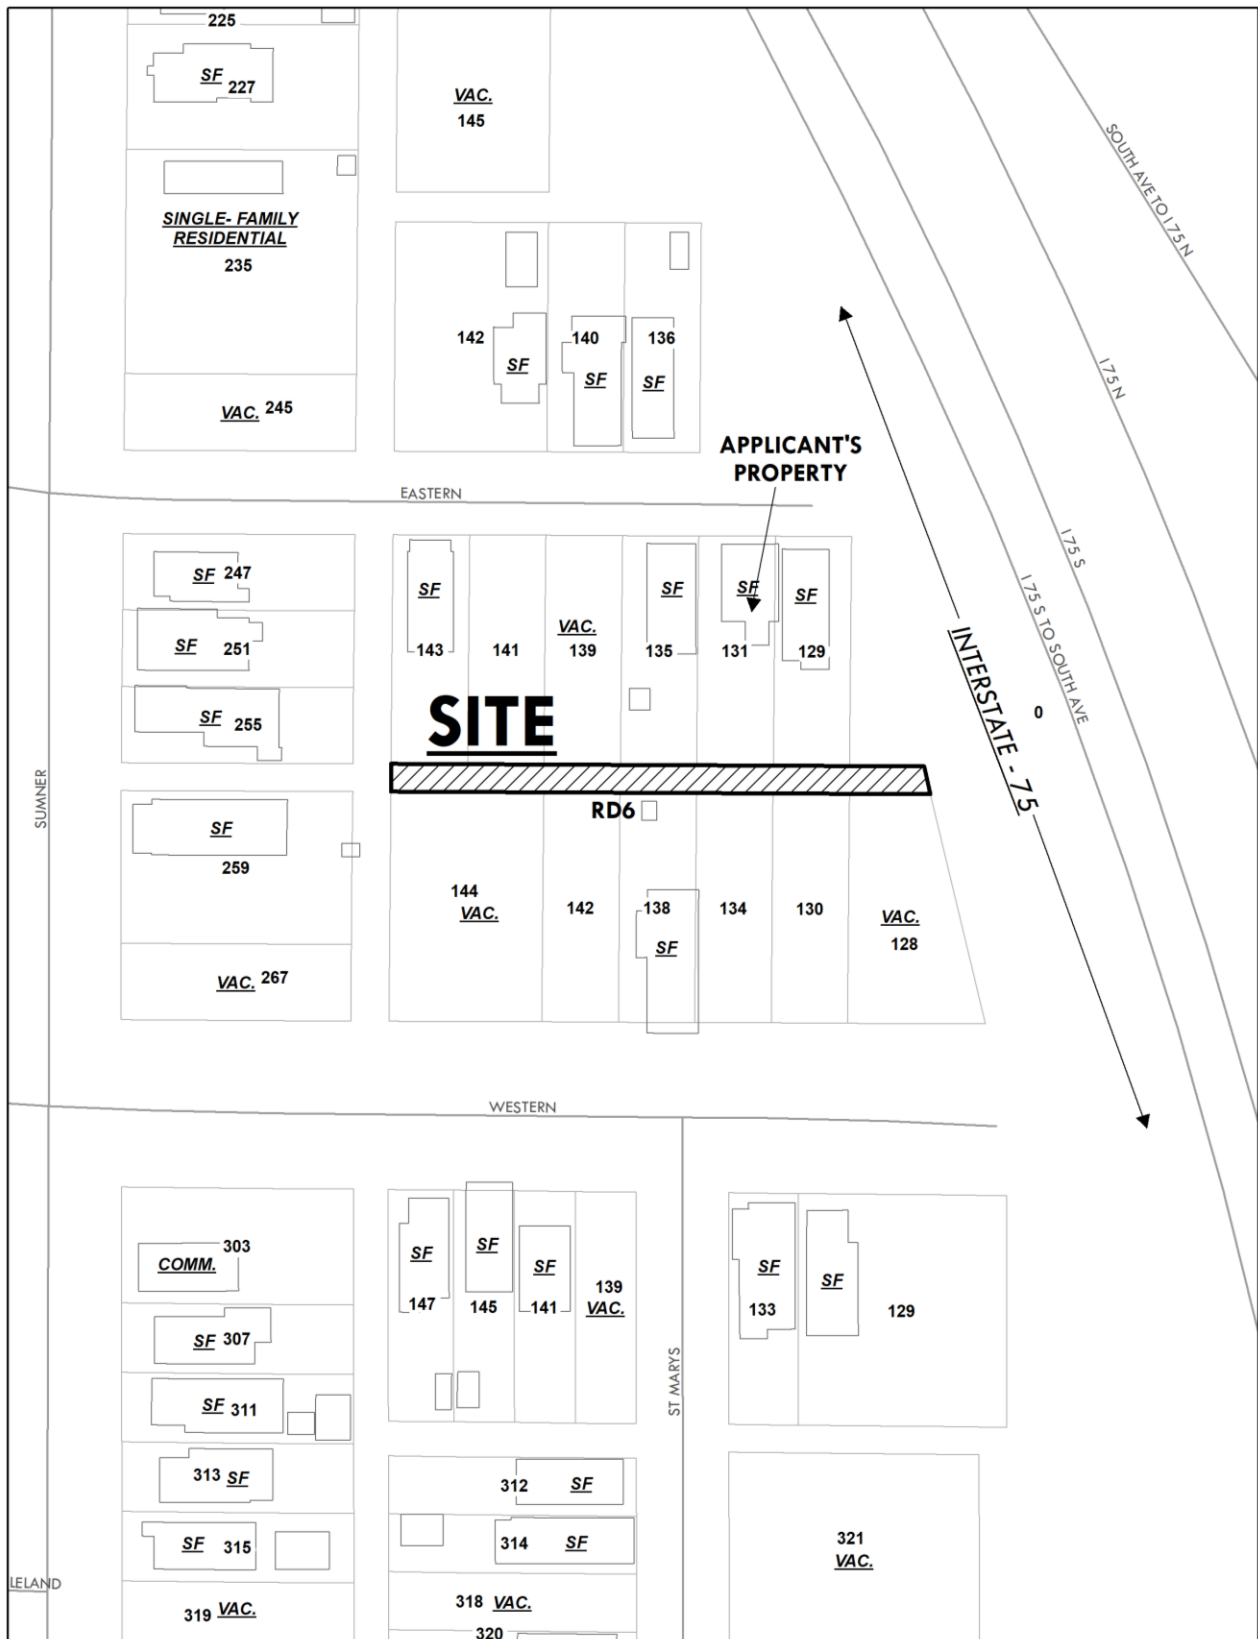 225
SF 227
VAC.
145
SINGLE- FAMILY
RESIDENTIAL
235
SOUTH AVE TO I 75 N
142
SF
140
SF
136
SF
I 75 N
VAC. 245
APPLICANT'S
PROPERTY
EASTERN
I 75 S
I 75 S TO SOUTH AVE
INTERSTATE - 75
0
SF 247
SF 251
SF 255
SF
143
141
VAC.
139
SF
135
SF
131
SF
129
SITE
RD6
SUMNER
SF
259
144
VAC.
142
138
SF
134
130
VAC.
128
VAC. 267
WESTERN
303
COMM.
SF 307
SF 311
313 SF
SF 315
319 VAC.
LELAND
SF
147
SF
145
SF
141
139
VAC.
ST MARYS
SF
133
SF
129
312 SF
314 SF
318 VAC.
320
321
VAC.